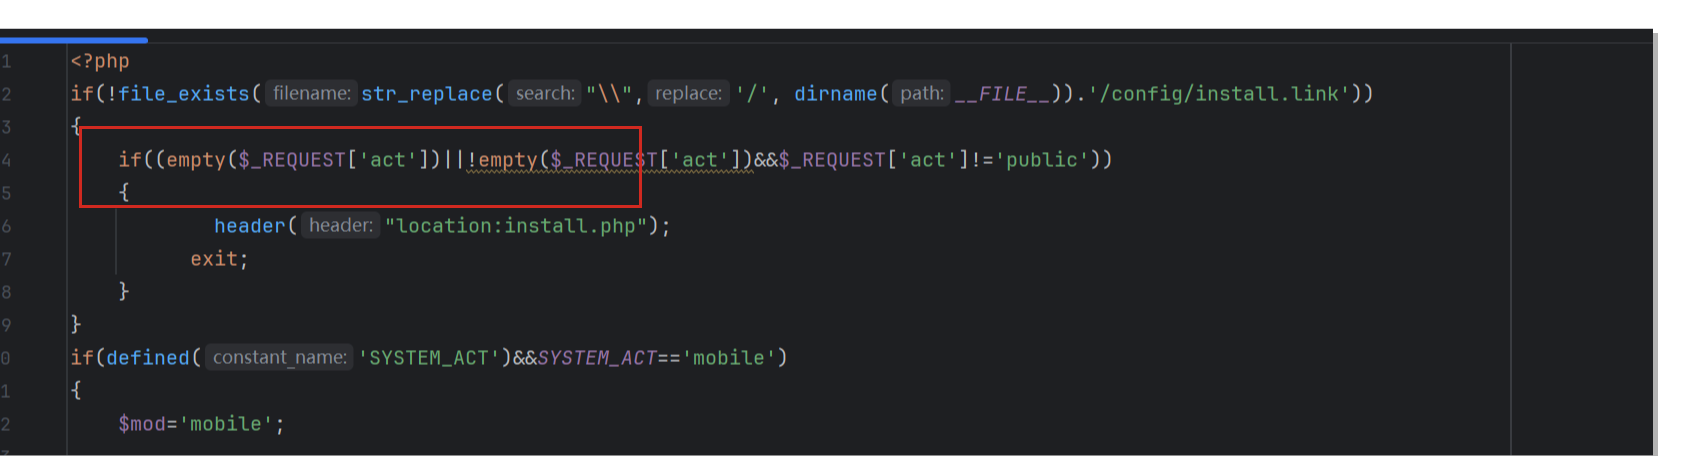 1 <?php
2 if(!file_exists( filename: str_replace( search: "\\", replace: '/', dirname( path: __FILE__)).'/config/install.link'))
3 {
4 if((empty($_REQUEST['act'])||!empty($_REQUEST['act'])&&$_REQUEST['act']!='public'))
5 {
6 header( header: "location:install.php");
7 exit;
8 }
9 }
0 if(defined( constant_name: 'SYSTEM_ACT')&&SYSTEM_ACT=='mobile')
1 {
2 $mod='mobile';